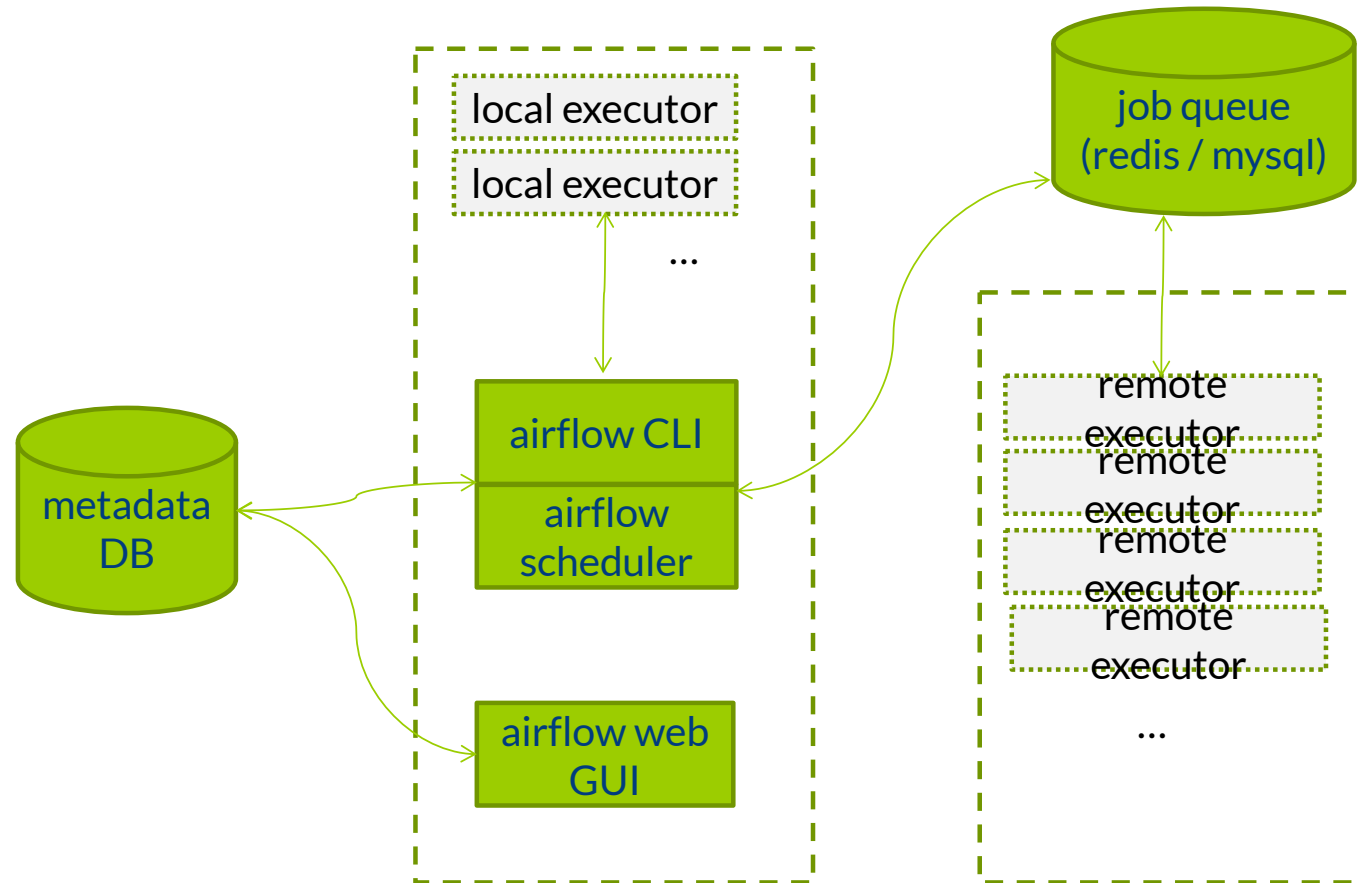 local executor
local executor
...
job queue
(redis / mysql)
airflow CLI
airflow
scheduler
metadata
DB
airflow web
GUI
remote
executor
remote
executor
remote
executor
remote
executor
...